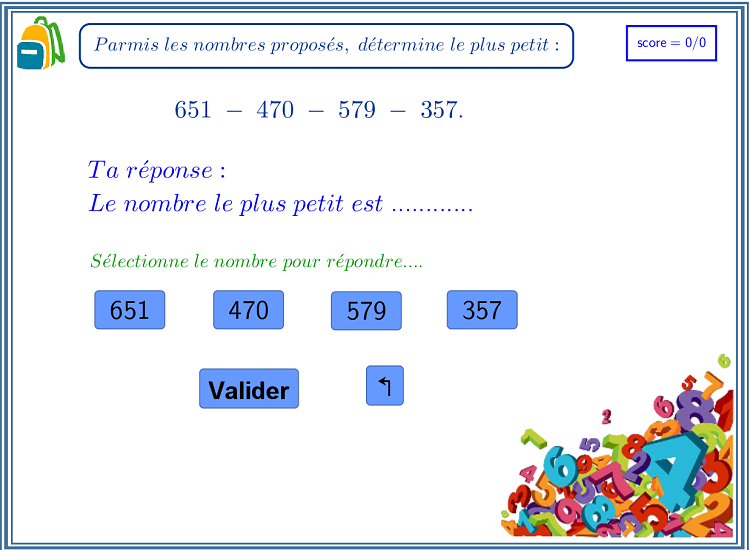 Parmis les nombres proposés, détermine le plus petit :
score = 0/0
651 − 470 − 579 − 357.
Ta réponse :
Le nombre le plus petit est ............
Sélectionne le nombre pour répondre....
651 470 579 357
Valider